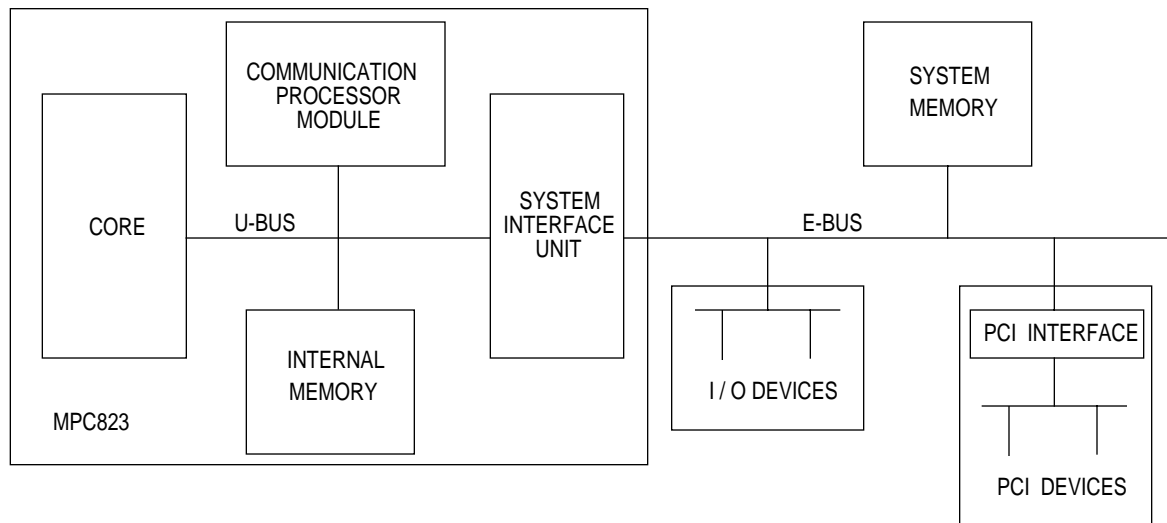 COMMUNICATION
PROCESSOR
MODULE
SYSTEM
MEMORY
CORE
U-BUS
SYSTEM
INTERFACE
UNIT
E-BUS
INTERNAL
MEMORY
MPC823
I / O DEVICES
PCI INTERFACE
PCI DEVICES